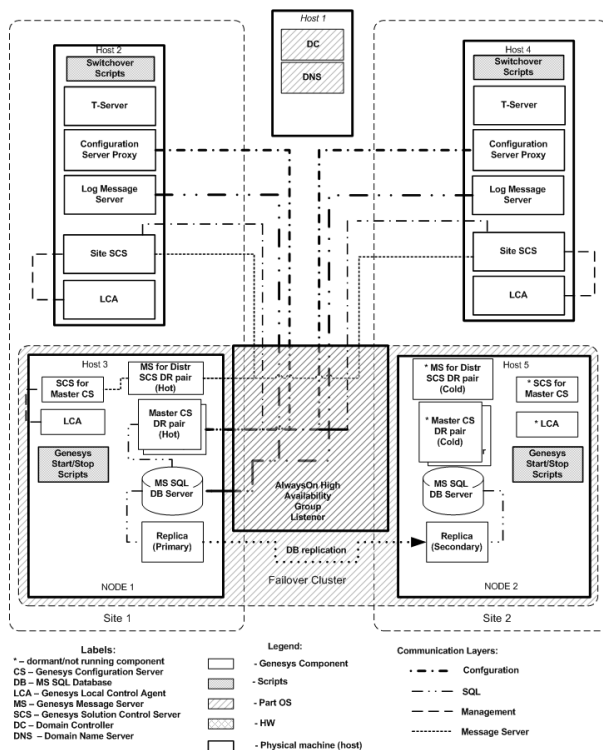 Host 1
DC
DNS
Host 2
Switchover
Scripts
T-Server
Configuration
Server Proxy
Log Message
Server
Site SCS
LCA
Host 4
Switchover
Scripts
T-Server
Configuration
Server Proxy
Log Message
Server
Site SCS
LCA
Host 3
SCS for
Master CS
MS for Distr
SCS DR pair
(Hot)
LCA
Master CS
DR pair
(Hot)
Genesys
Start/Stop
Scripts
MS SQL
DB Server
Replica
(Primary)
NODE 1
AlwaysOn High
Availability
Group
Listener
DB replication
Failover Cluster
Host 5
* MS for Distr
SCS DR pair
(Cold)
* SCS for
Master CS
* Master CS
DR pair
(Cold)
* LCA
MS SQL
DB Server
Genesys
Start/Stop
Scripts
Replica
(Secondary)
NODE 2
Site 1
Site 2
Labels:
* – dormant/not running component
CS – Genesys Configuration Server
DB – MS SQL Database
LCA – Genesys Local Control Agent
MS – Genesys Message Server
SCS – Genesys Solution Control Server
DC – Domain Controller
DNS – Domain Name Server
Legend:
- Genesys Component
- Scripts
- Part OS
- HW
- Physical machine (host)
Communication Layers:
Configuration
SQL
Management
Message Server